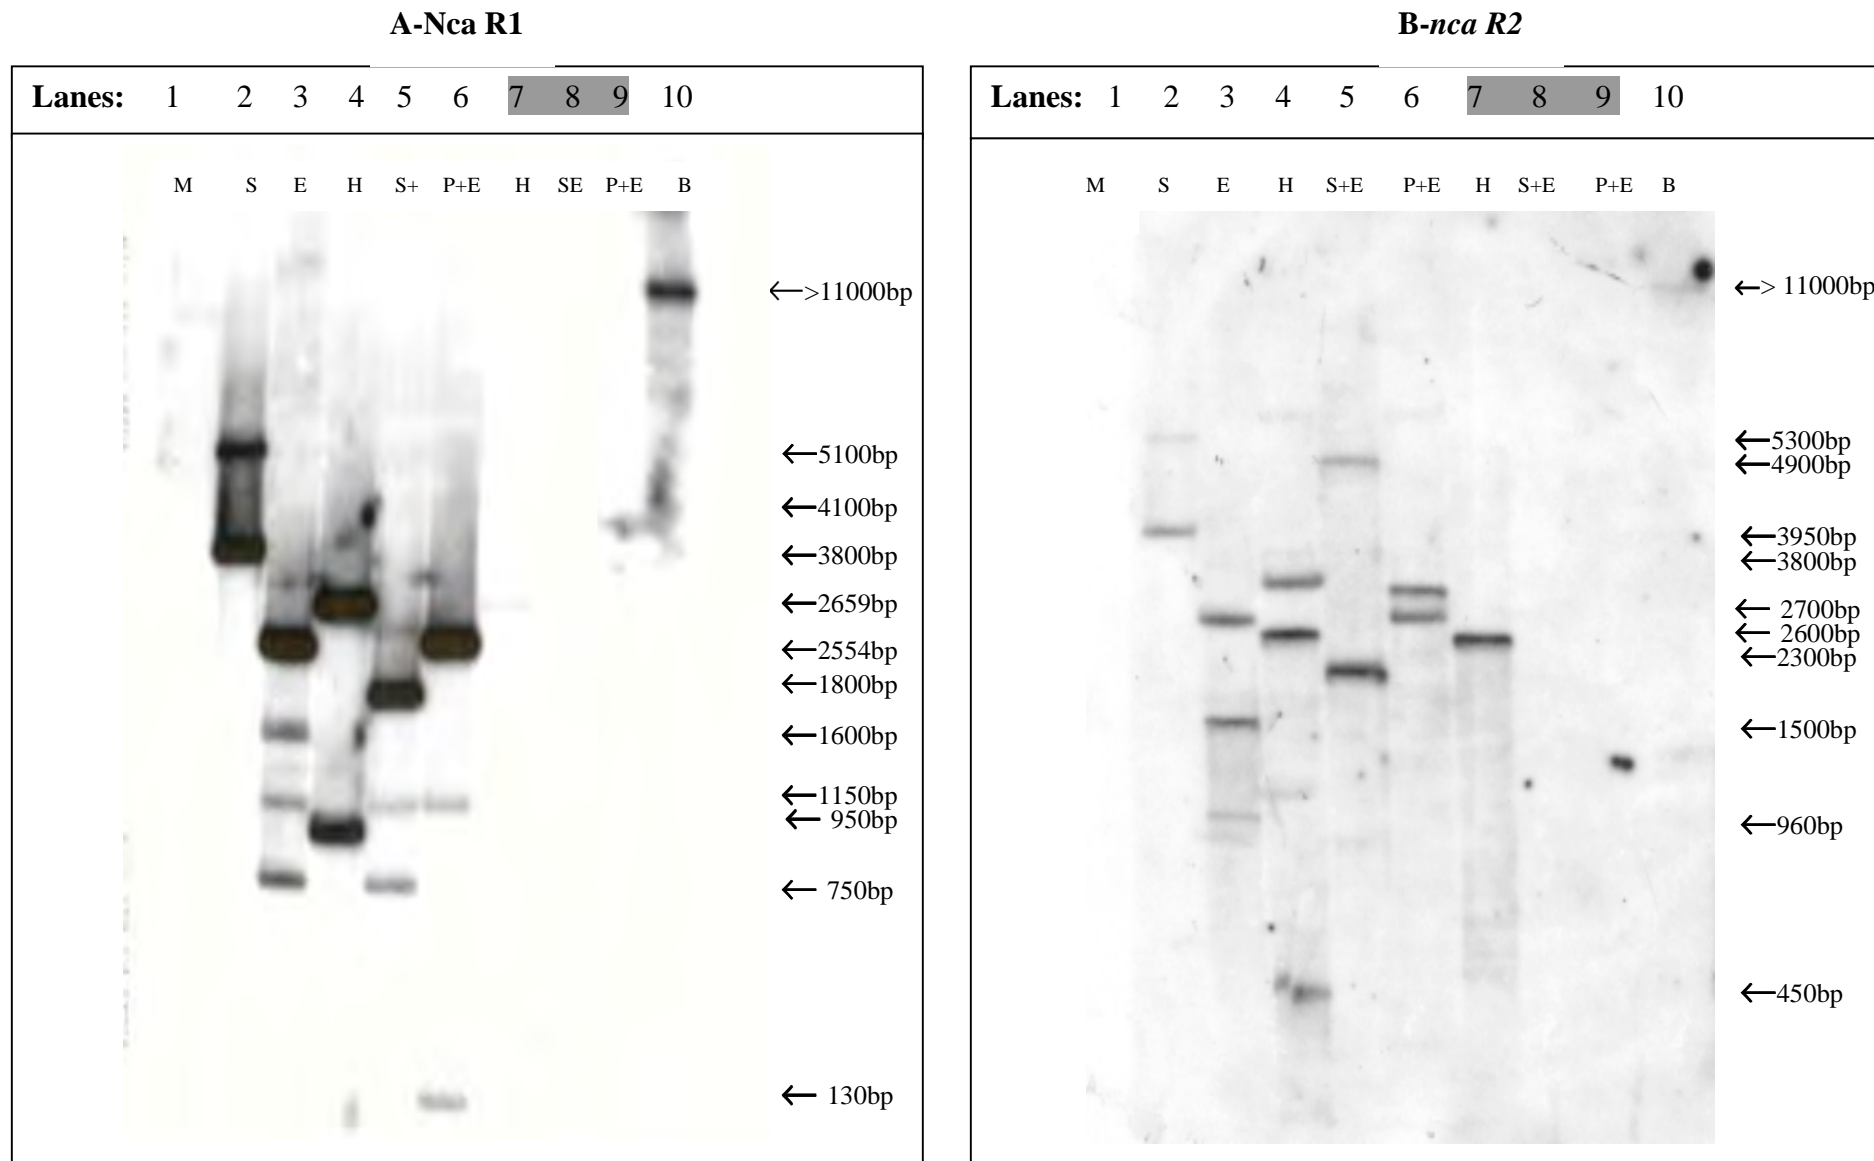 A-Nca R1
Lanes: 1 2 3 4 5 6 7 8 9 10
M S E H S+ P+E H SE P+E B
←>11000bp
←5100bp
←4100bp
←3800bp
←2659bp
←2554bp
←1800bp
←1600bp
←1150bp
← 950bp
← 750bp
← 130bp
B-nca R2
Lanes: 1 2 3 4 5 6 7 8 9 10
M S E H S+E P+E H S+E P+E B
←> 11000bp
←5300bp
←4900bp
←3950bp
←3800bp
← 2700bp
← 2600bp
←2300bp
←1500bp
←960bp
←450bp